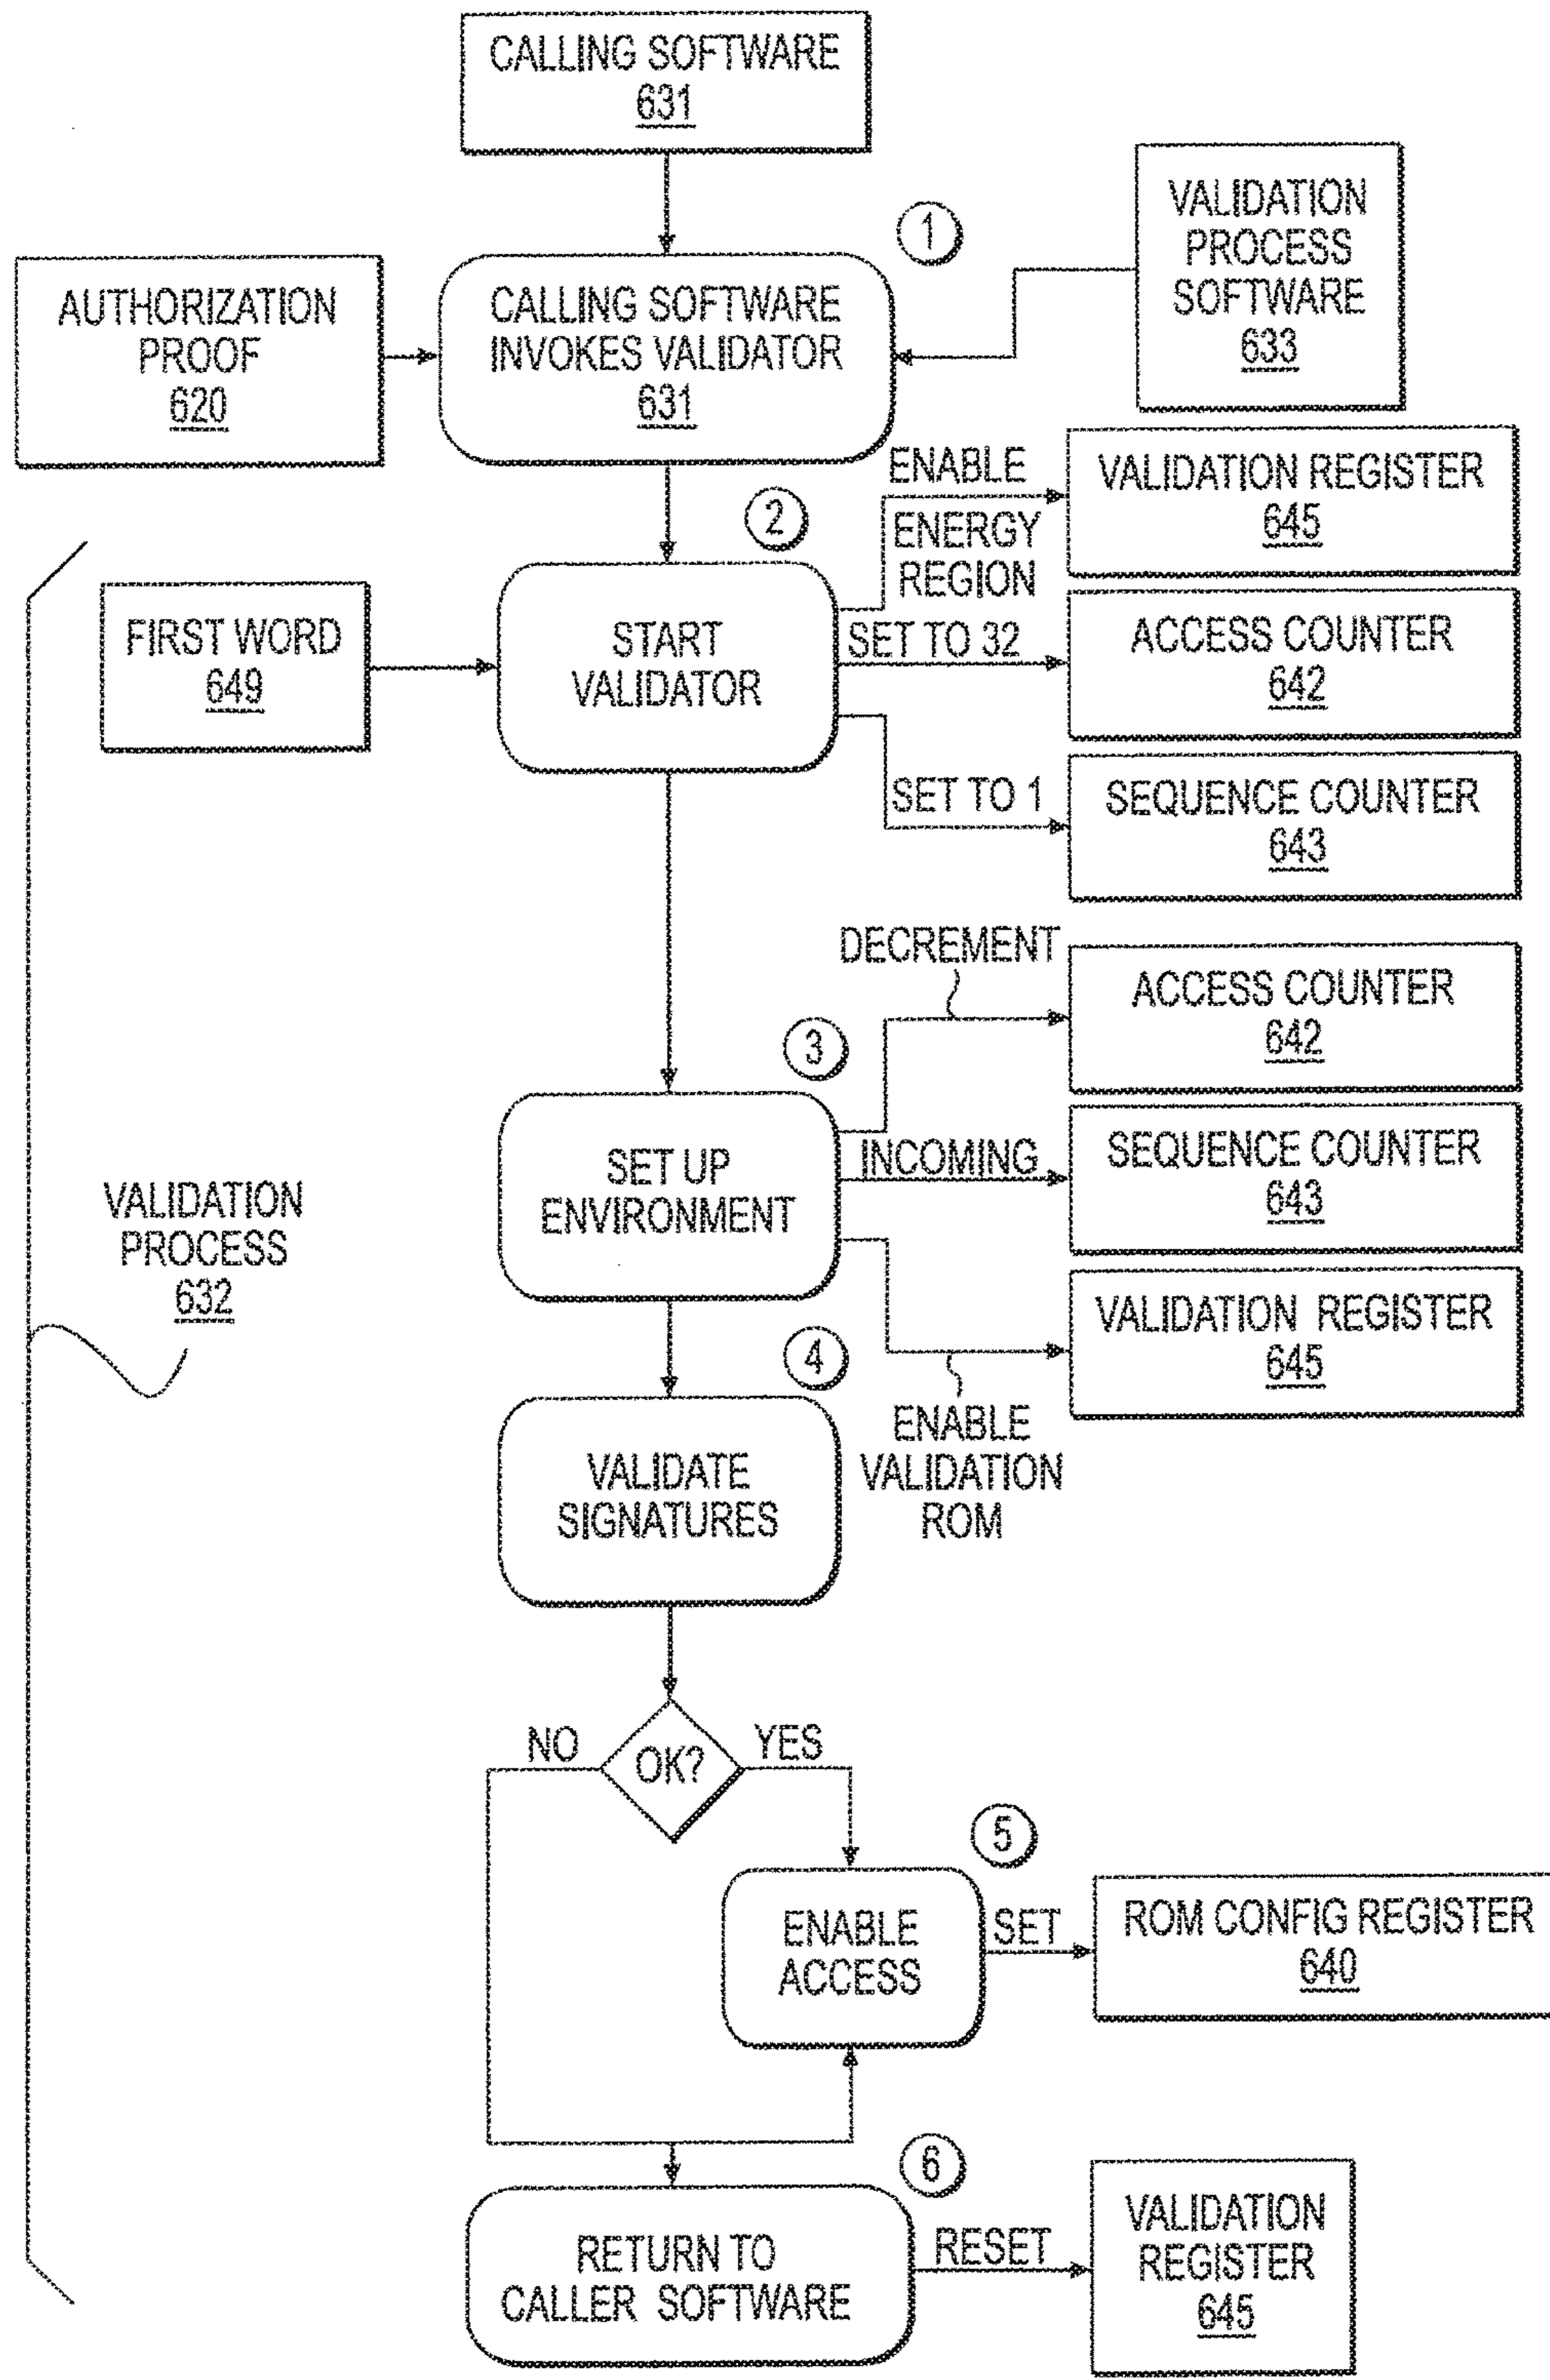 CALLING SOFTWARE
631
1
VALIDATION
PROCESS
SOFTWARE
633
AUTHORIZATION
PROOF
620
CALLING SOFTWARE
INVOKES VALIDATOR
631
2
ENABLE
ENERGY
REGION
VALIDATION REGISTER
645
FIRST WORD
649
START
VALIDATOR
SET TO 32
ACCESS COUNTER
642
SET TO 1
SEQUENCE COUNTER
643
DECREMENT
ACCESS COUNTER
642
3
SET UP
ENVIRONMENT
INCOMING
SEQUENCE COUNTER
643
VALIDATION
PROCESS
632
VALIDATION REGISTER
645
4
ENABLE
VALIDATION
ROM
VALIDATE
SIGNATURES
NO
OK?
YES
5
ENABLE
ACCESS
SET
ROM CONFIG REGISTER
640
6
RETURN TO
CALLER SOFTWARE
RESET
VALIDATION
REGISTER
645